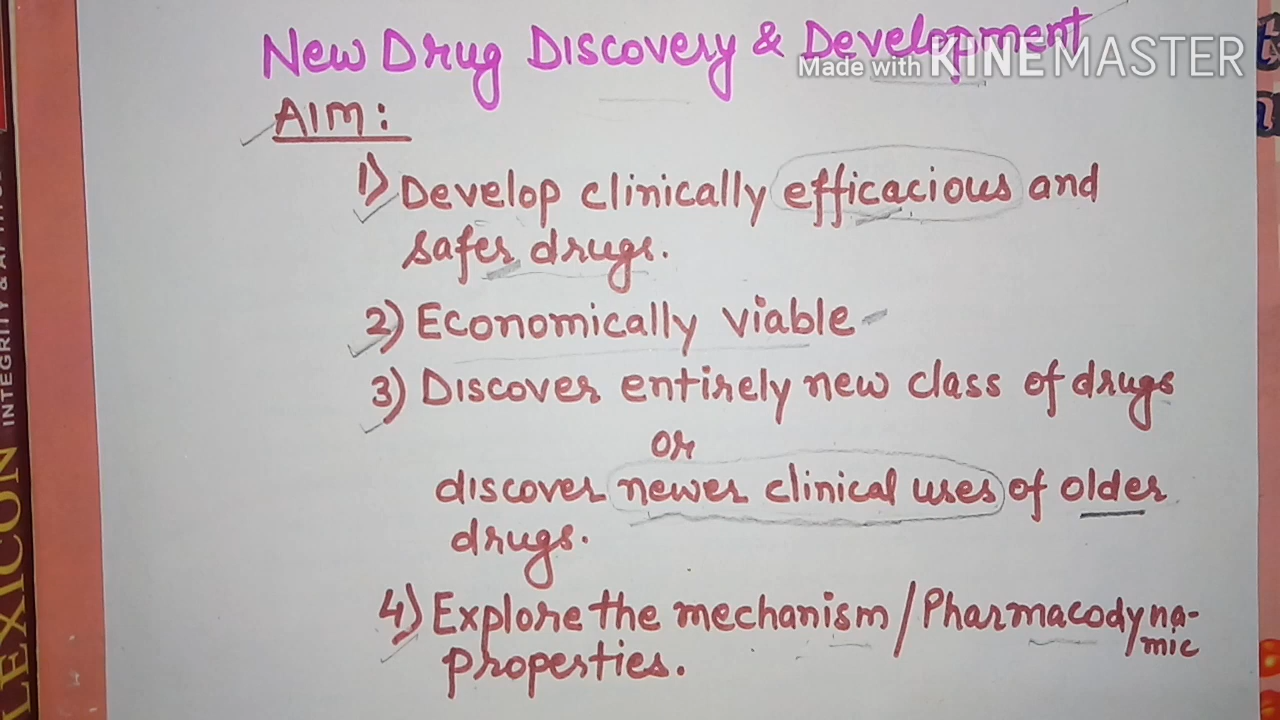 New Drug Discovery & Development
Made with KINEMASTER
AIM:
1) Develop clinically efficacious and
safer drugs.
2) Economically viable
3) Discover entirely new class of drugs
or
discover newer clinical uses of older
drugs.
4) Explore the mechanism / Pharmacodyna-
mic
properties.
LEXICON
INTEGRITY &